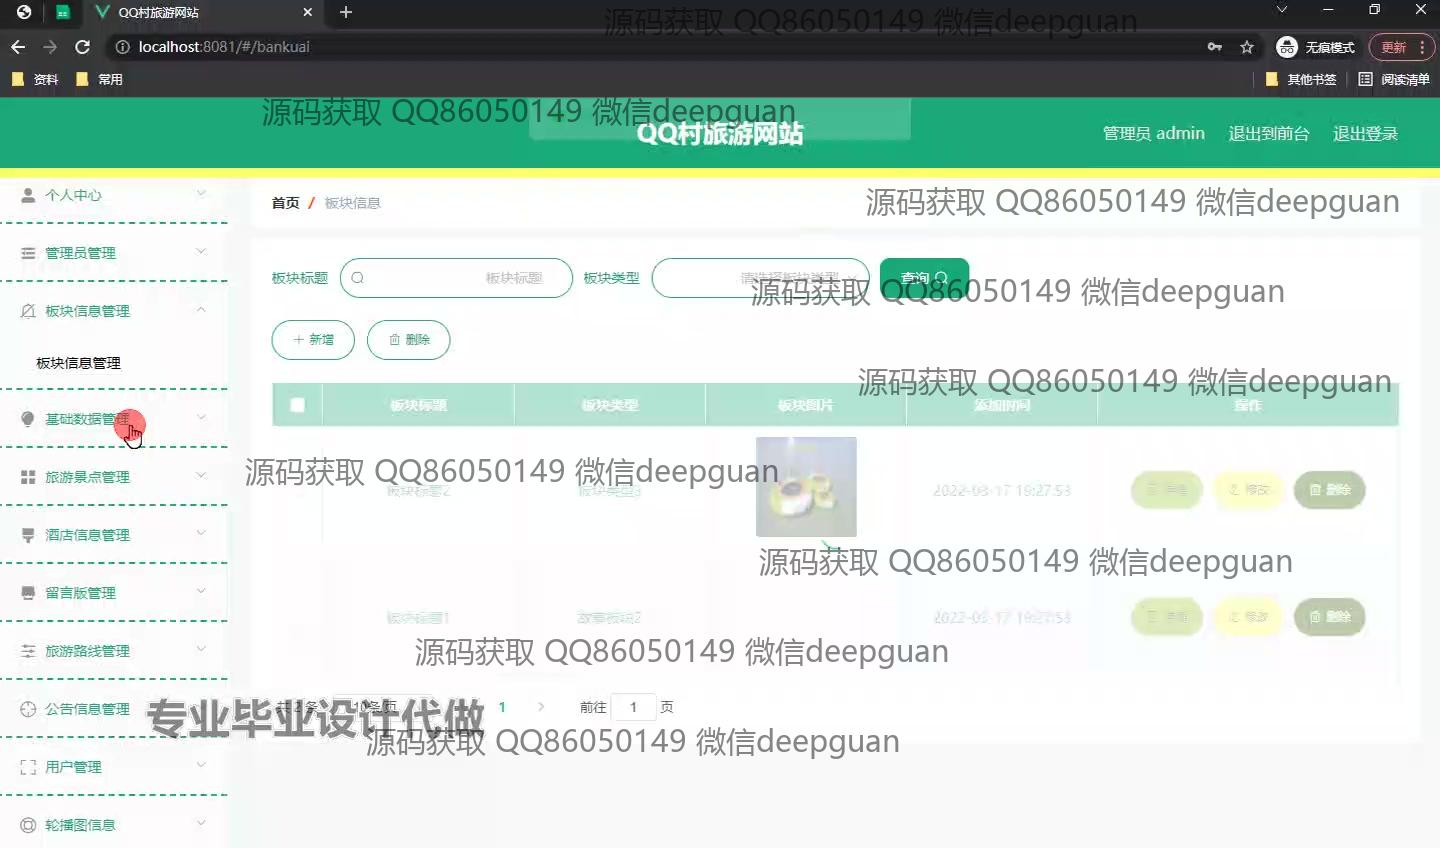 QQ村旅游网站
源码获取 QQ86050149 微信deepguan
localhost:8081/#/bankuai
无痕模式
更新
资料
常用
其他书签
阅读清单
源码获取 QQ86050149 微信deepguan
QQ村旅游网站
管理员 admin
退出到前台
退出登录
个人中心
首页 / 板块信息
源码获取 QQ86050149 微信deepguan
管理员管理
板块标题
板块标题
板块类型
请选择板块类型
查询
源码获取 QQ86050149 微信deepguan
板块信息管理
+ 新增
删除
板块信息管理
源码获取 QQ86050149 微信deepguan
板块标题
板块类型
板块图片
添加时间
操作
基础数据管理
源码获取 QQ86050149 微信deepguan
旅游景点管理
板块标题2
板块类型3
2022-03-17 19:27:53
详情
修改
删除
酒店信息管理
源码获取 QQ86050149 微信deepguan
留言版管理
板块标题1
2022-03-17 19:27:53
详情
修改
删除
旅游路线管理
源码获取 QQ86050149 微信deepguan
公告信息管理
专业毕业设计代做
共 2 条
10条/页
1
前往 1 页
源码获取 QQ86050149 微信deepguan
用户管理
轮播图信息